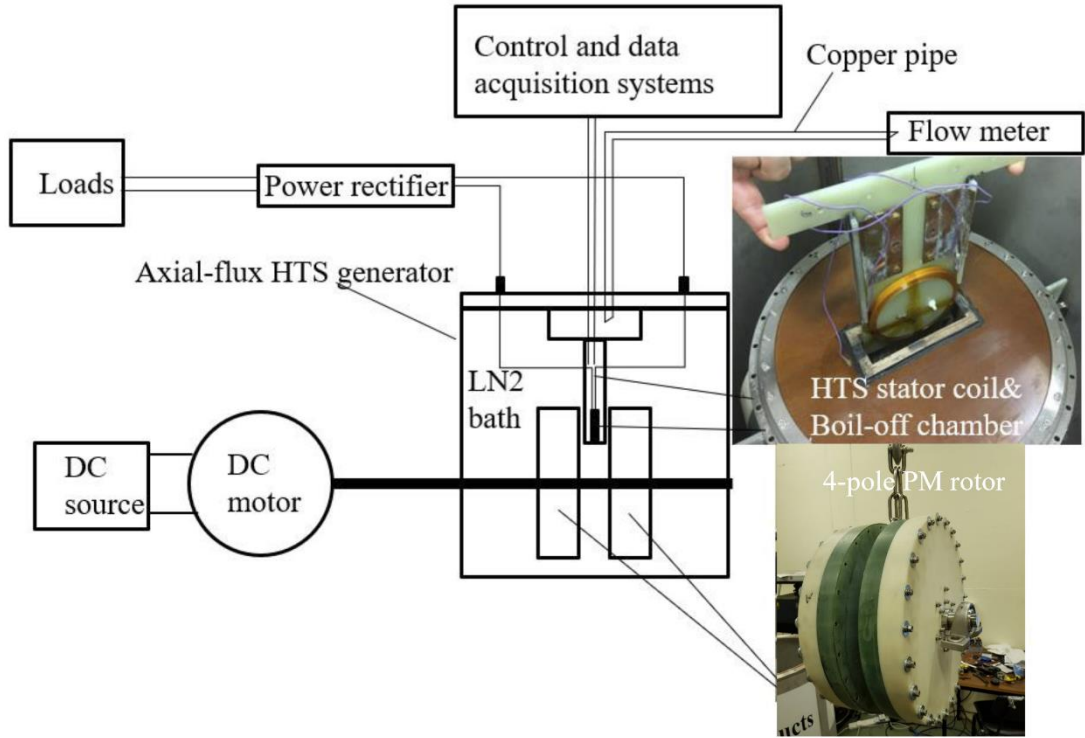 Control and data
acquisition systems
Copper pipe
Flow meter
Loads
Power rectifier
Axial-flux HTS generator
LN2
bath
HTS stator coil&
Boil-off chamber
DC
source
DC
motor
4-pole PM rotor
ucts